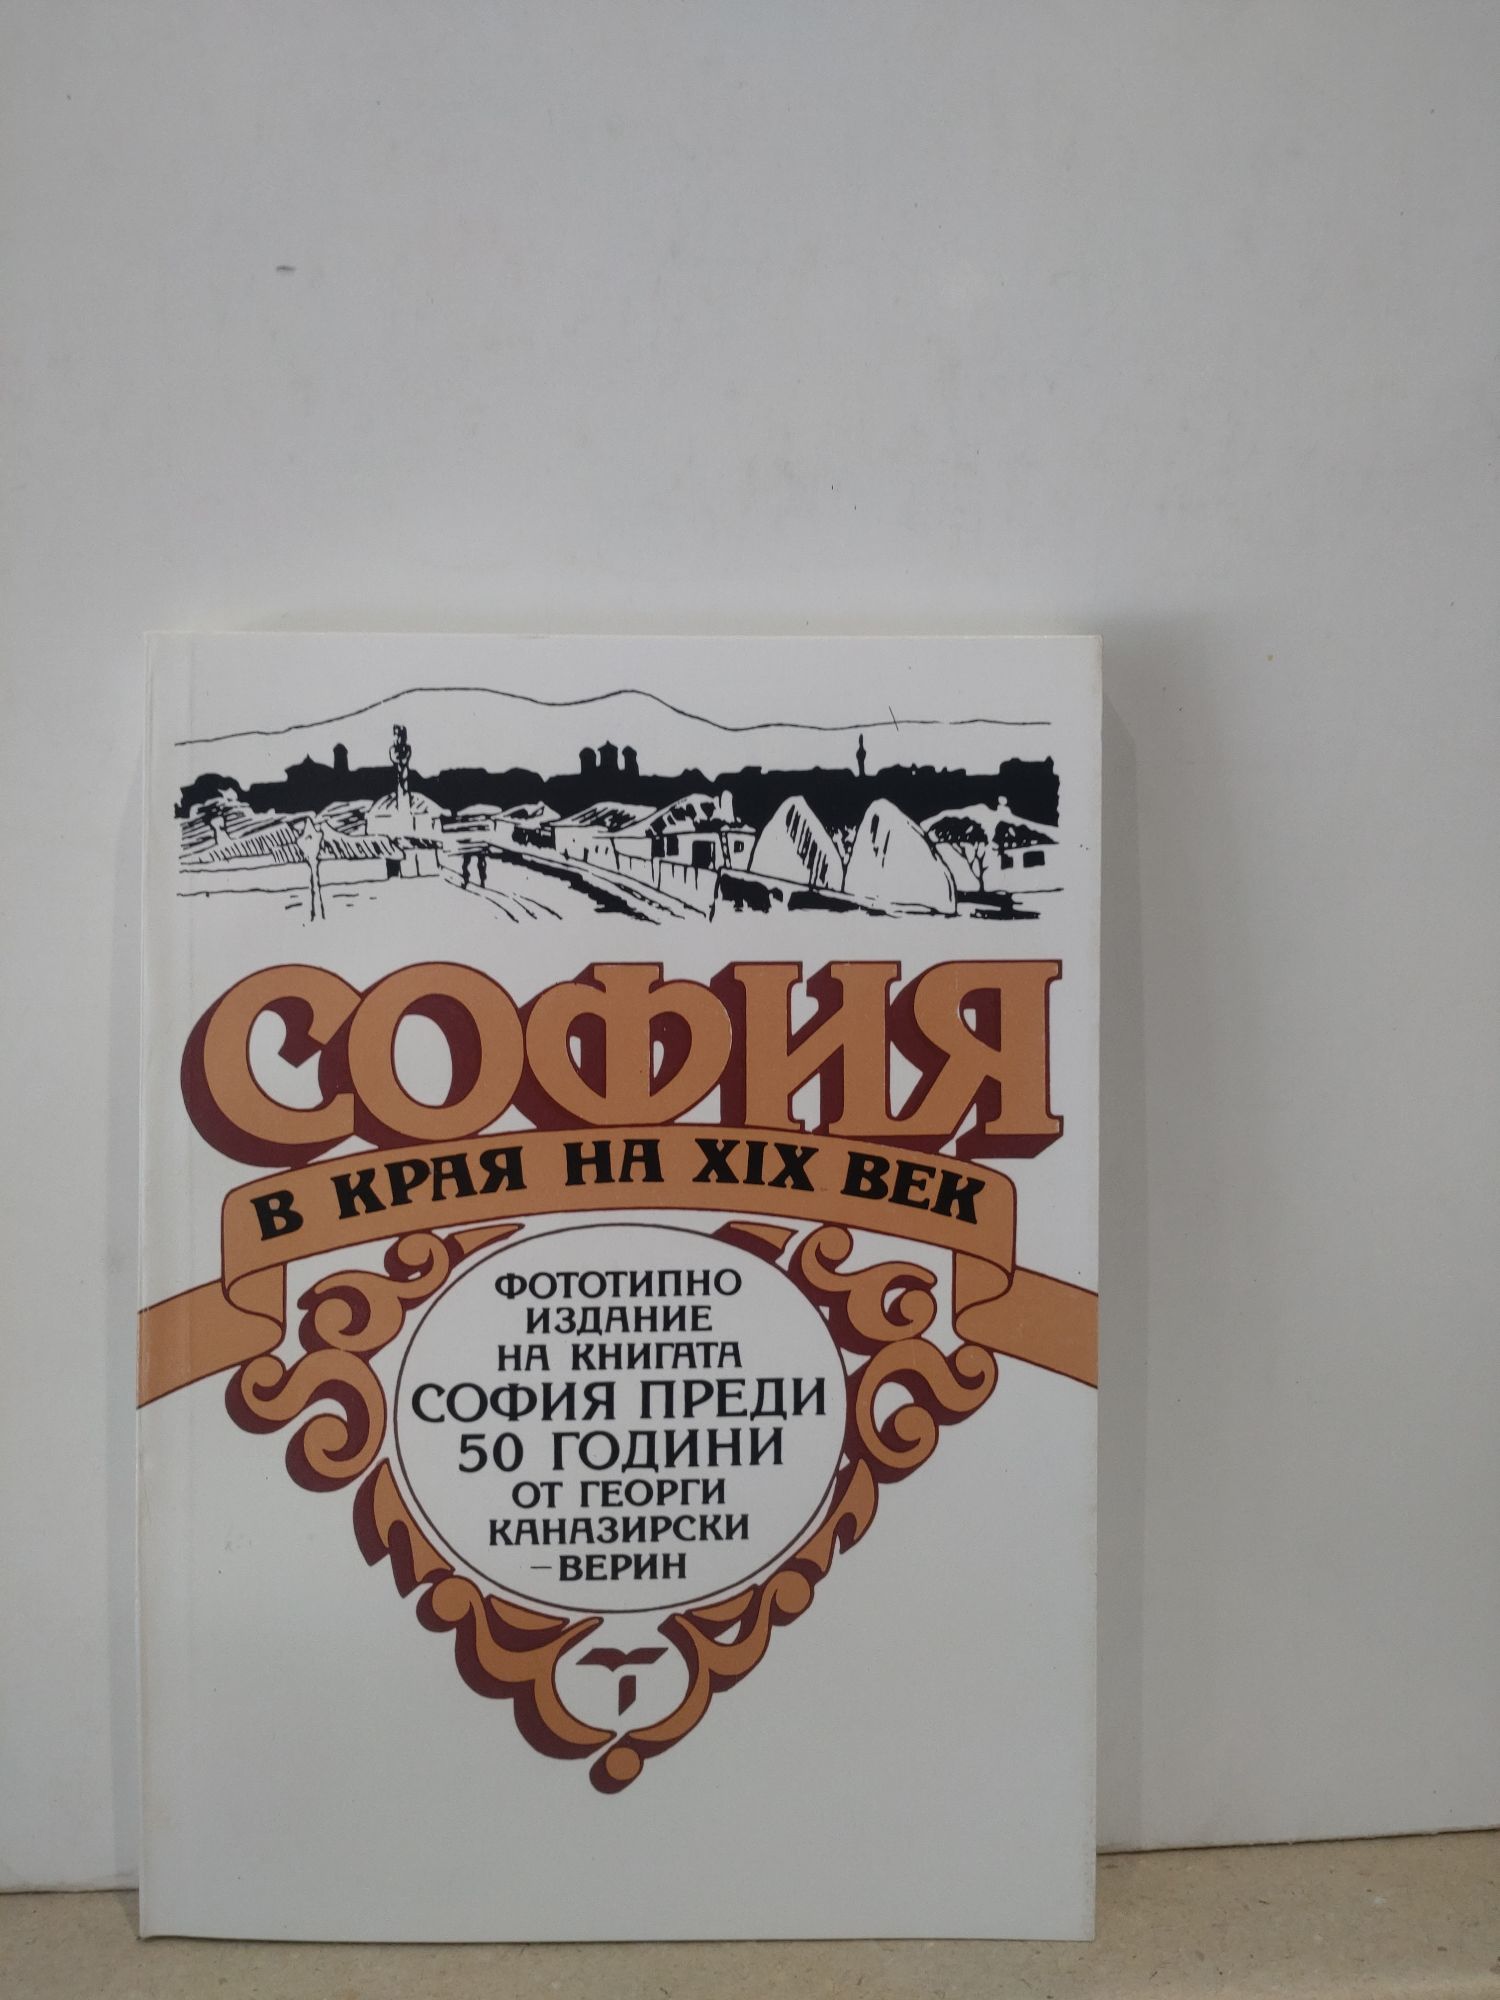 СОФИЯ
В КРАЯ НА XIX ВЕК
ФОТОТИПНО
ИЗДАНИЕ
НА КНИГАТА
СОФИЯ ПРЕДИ
50 ГОДИНИ
ОТ ГЕОРГИ
КАНАЗИРСКИ
–ВЕРИН